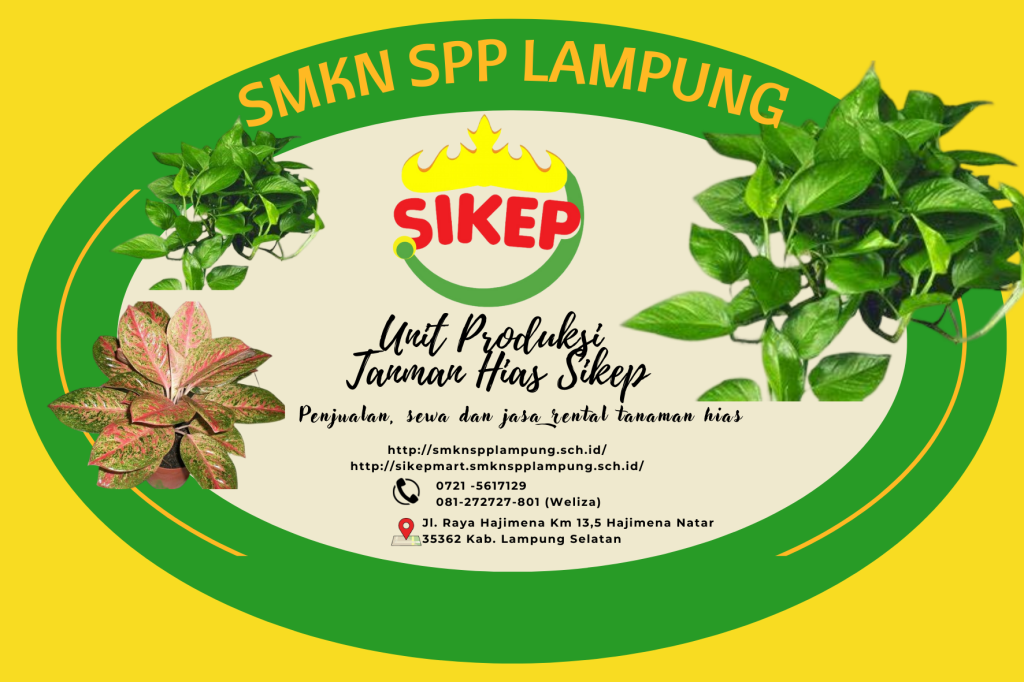 SMKN SPP LAMPUNG
SIKEP
Unit Produksi
Tanman Hias Sikep
Penjualan, sewa dan jasa rental tanaman hias
http://smknspplampung.sch.id/
http://sikepmart.smknspplampung.sch.id/
0721 -5617129
081-272727-801 (Weliza)
Jl. Raya Hajimena Km 13,5 Hajimena Natar
35362 Kab. Lampung Selatan